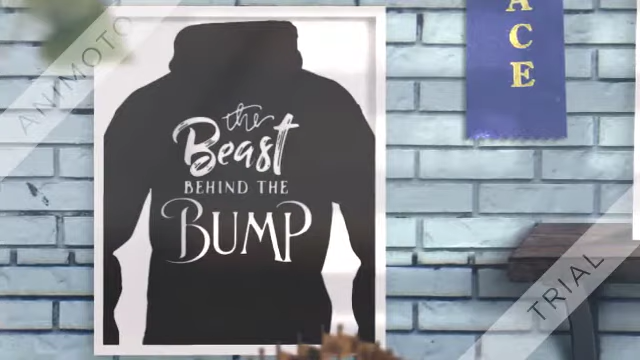 the
Beast
BEHIND THE
BUMP
ACE
ANIMOTO
TRIAL